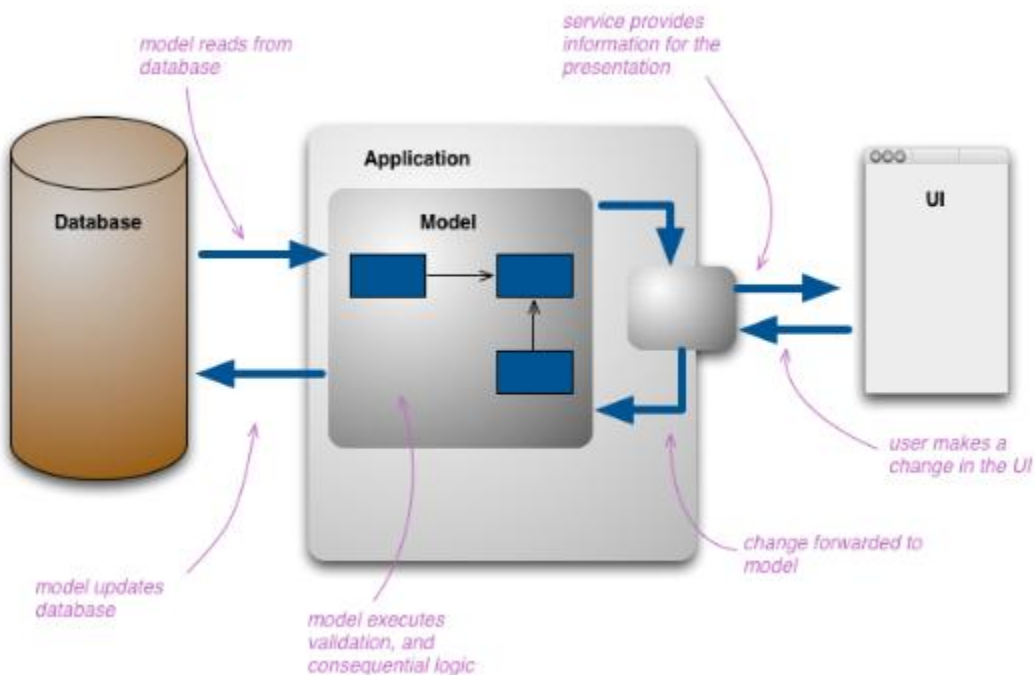 model reads from
database
service provides
information for the
presentation
Application
Database
Model
UI
user makes a
change in the UI
change forwarded to
model
model updates
database
model executes
validation, and
consequential logic